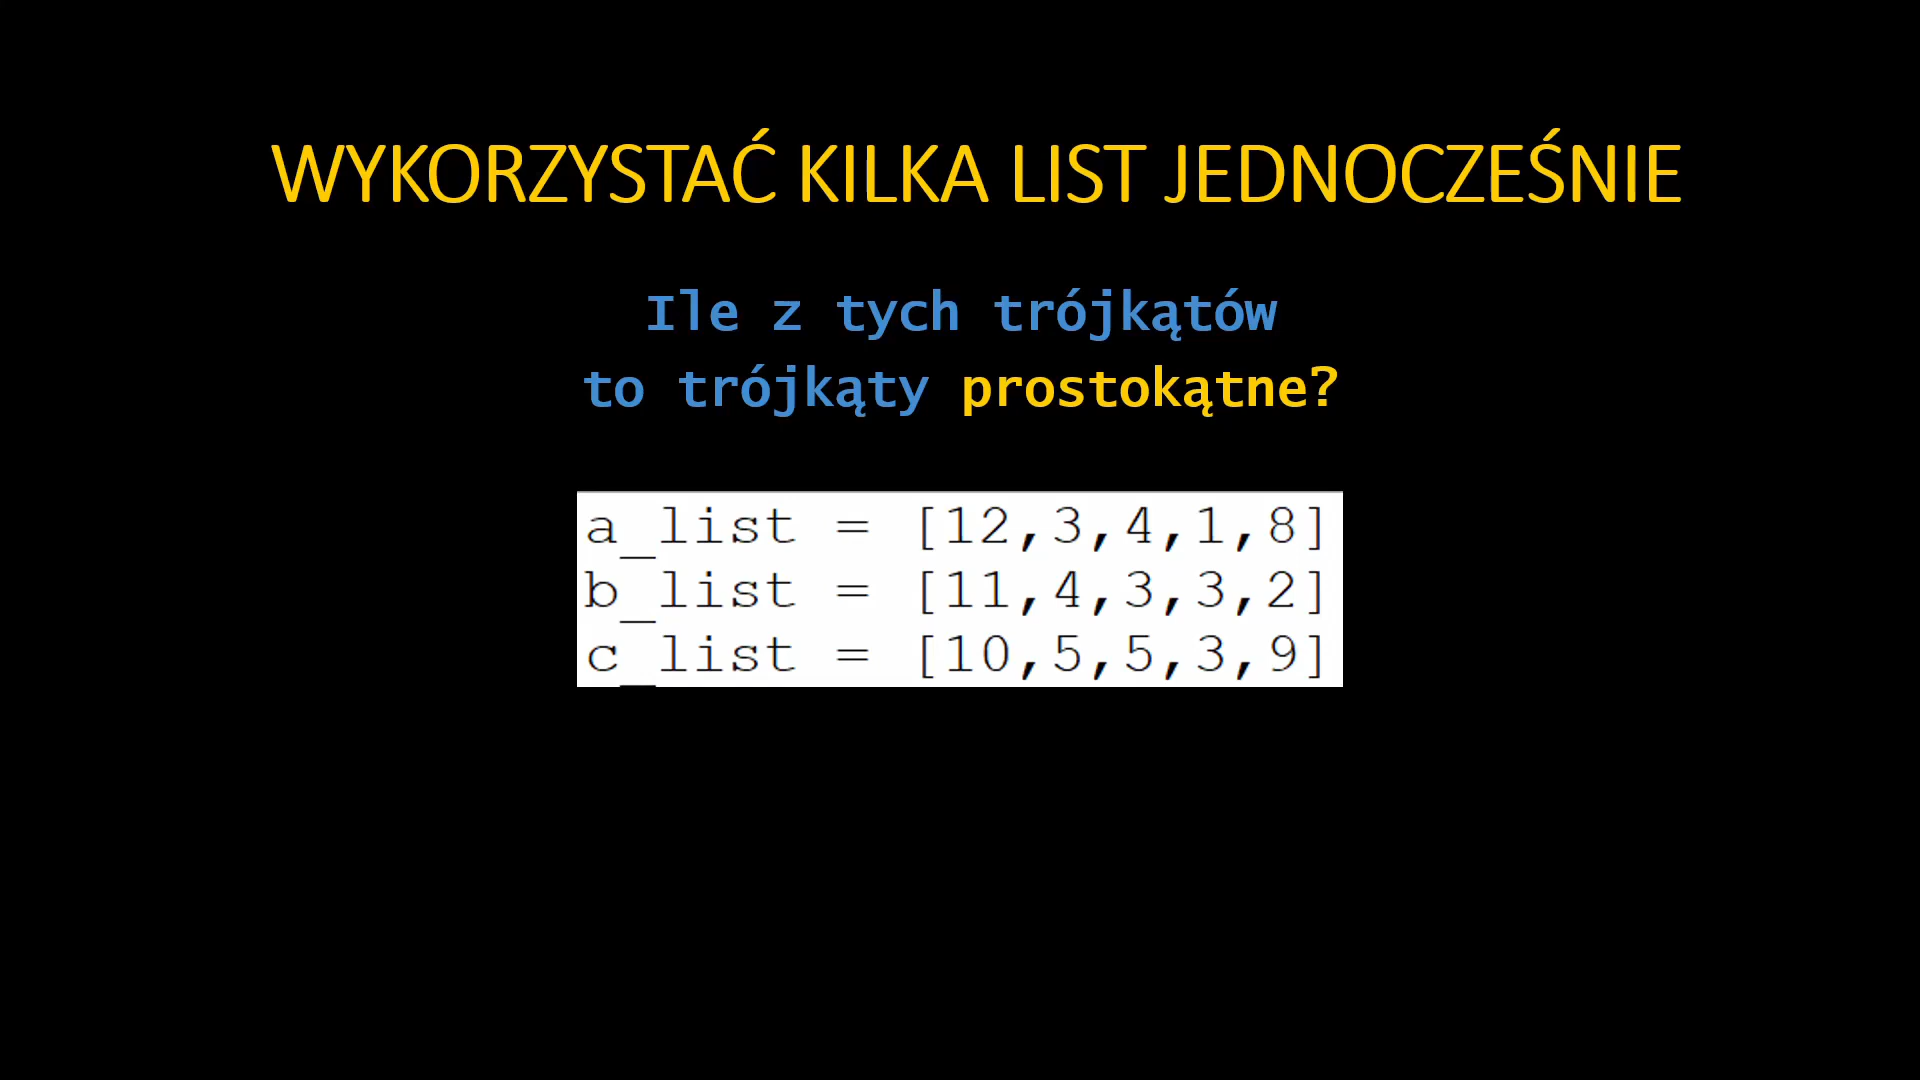 WYKORZYSTAĆ KILKA LIST JEDNOCZEŚNIE
Ile z tych trójkątów
to trójkąty prostokątne?
a_list = [12,3,4,1,8]
b_list = [11,4,3,3,2]
c_list = [10,5,5,3,9]